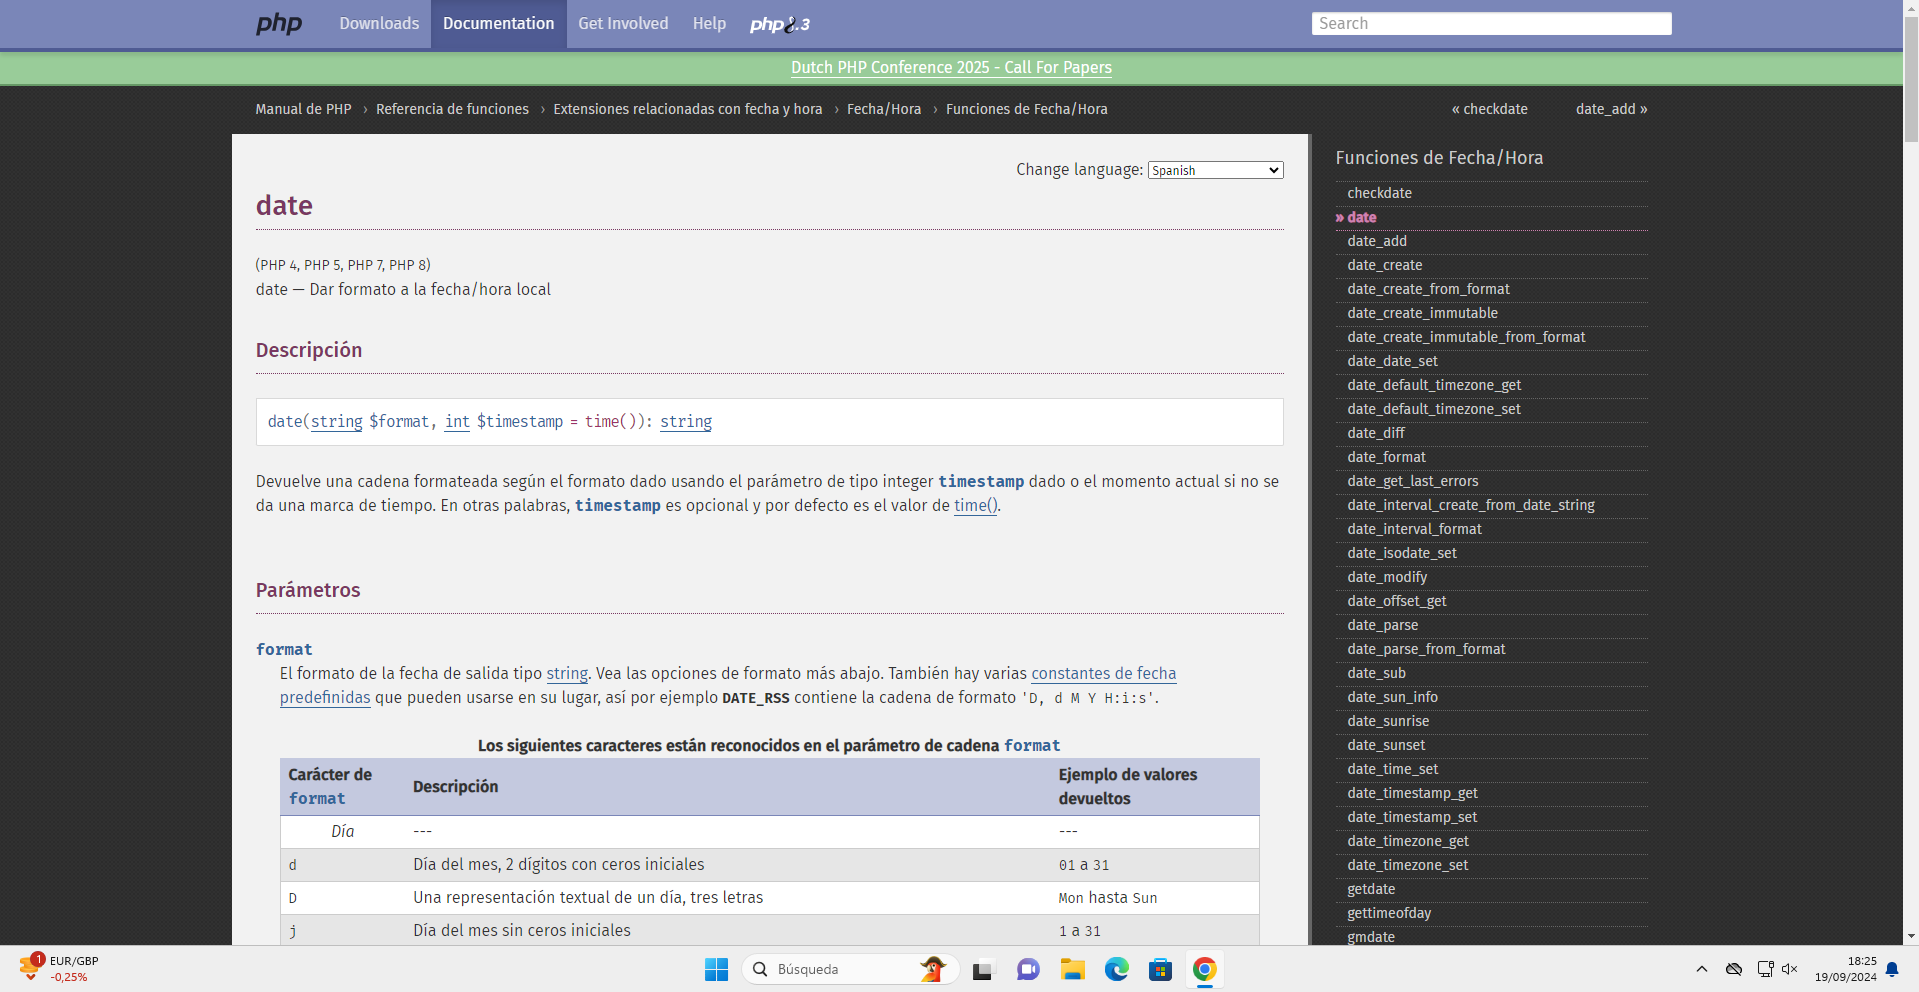 php
Downloads
Documentation
Get Involved
Help
php8.3
Search
Dutch PHP Conference 2025 - Call For Papers
Manual de PHP › Referencia de funciones › Extensiones relacionadas con fecha y hora › Fecha/Hora › Funciones de Fecha/Hora
« checkdate
date_add »
Change language: Spanish
date
(PHP 4, PHP 5, PHP 7, PHP 8)
date — Dar formato a la fecha/hora local
Descripción
date(string $format, int $timestamp = time()): string
Devuelve una cadena formateada según el formato dado usando el parámetro de tipo integer timestamp dado o el momento actual si no se
da una marca de tiempo. En otras palabras, timestamp es opcional y por defecto es el valor de time().
Parámetros
format
El formato de la fecha de salida tipo string. Vea las opciones de formato más abajo. También hay varias constantes de fecha
predefinidas que pueden usarse en su lugar, así por ejemplo DATE_RSS contiene la cadena de formato 'D, d M Y H:i:s'.
Los siguientes caracteres están reconocidos en el parámetro de cadena format
Carácter de
format
Descripción
Ejemplo de valores
devueltos
Día --- ---
d Día del mes, 2 dígitos con ceros iniciales 01 a 31
D Una representación textual de un día, tres letras Mon hasta Sun
j Día del mes sin ceros iniciales 1 a 31
Funciones de Fecha/Hora
checkdate
» date
date_add
date_create
date_create_from_format
date_create_immutable
date_create_immutable_from_format
date_date_set
date_default_timezone_get
date_default_timezone_set
date_diff
date_format
date_get_last_errors
date_interval_create_from_date_string
date_interval_format
date_isodate_set
date_modify
date_offset_get
date_parse
date_parse_from_format
date_sub
date_sun_info
date_sunrise
date_sunset
date_time_set
date_timestamp_get
date_timestamp_set
date_timezone_get
date_timezone_set
getdate
gettimeofday
gmdate
1
EUR/GBP
-0,25%
Búsqueda
18:25
19/09/2024